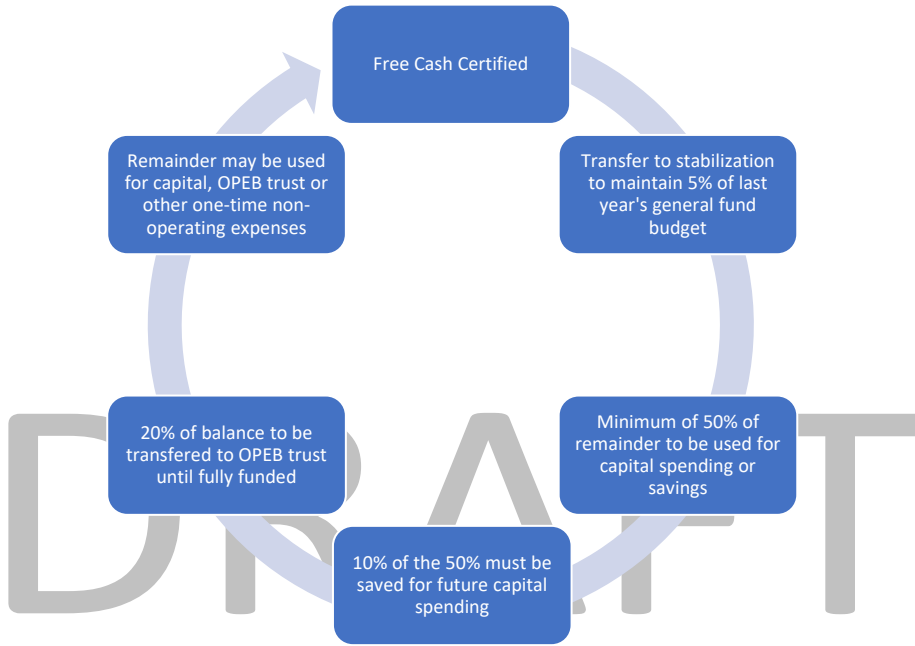 Free Cash Certified
Transfer to stabilization
to maintain 5% of last
year's general fund
budget
Minimum of 50% of
remainder to be used for
capital spending or
savings
10% of the 50% must be
saved for future capital
spending
20% of balance to be
transfered to OPEB trust
until fully funded
Remainder may be used
for capital, OPEB trust or
other one-time non-
operating expenses
DRAFT